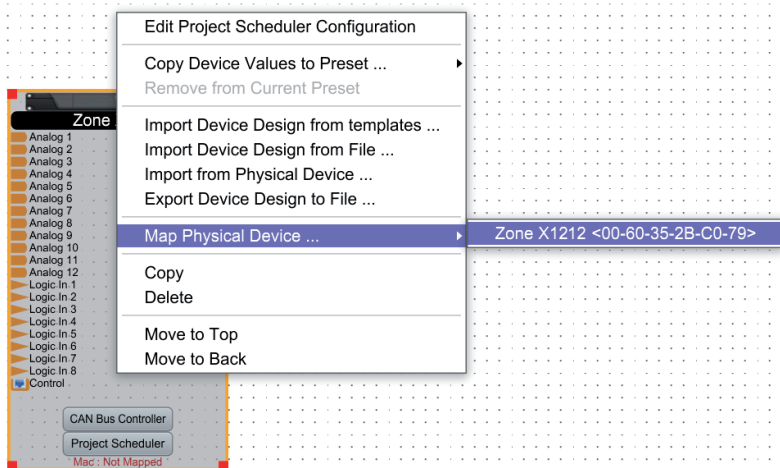 Edit Project Scheduler Configuration
Copy Device Values to Preset ...
Remove from Current Preset
Import Device Design from templates ...
Import Device Design from File ...
Import from Physical Device ...
Export Device Design to File ...
Map Physical Device ...
Zone X1212 <00-60-35-2B-C0-79>
Copy
Delete
Move to Top
Move to Back
Zone
Analog 1
Analog 2
Analog 3
Analog 4
Analog 5
Analog 6
Analog 7
Analog 8
Analog 9
Analog 10
Analog 11
Analog 12
Logic In 1
Logic In 2
Logic In 3
Logic In 4
Logic In 5
Logic In 6
Logic In 7
Logic In 8
Control
CAN Bus Controller
Project Scheduler
Mac : Not Mapped